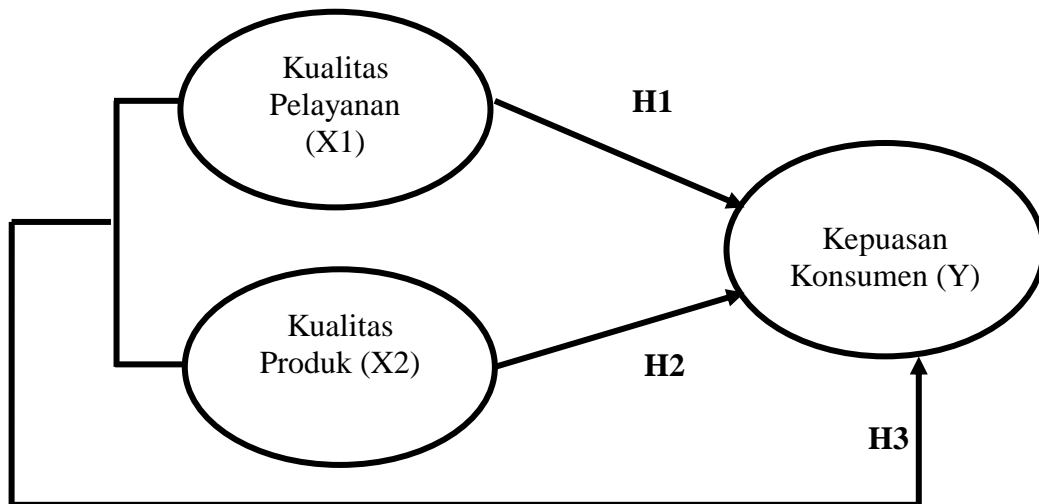 Kualitas
Pelayanan
(X1)
H1
Kepuasan
Konsumen (Y)
Kualitas
Produk (X2)
H2
H3